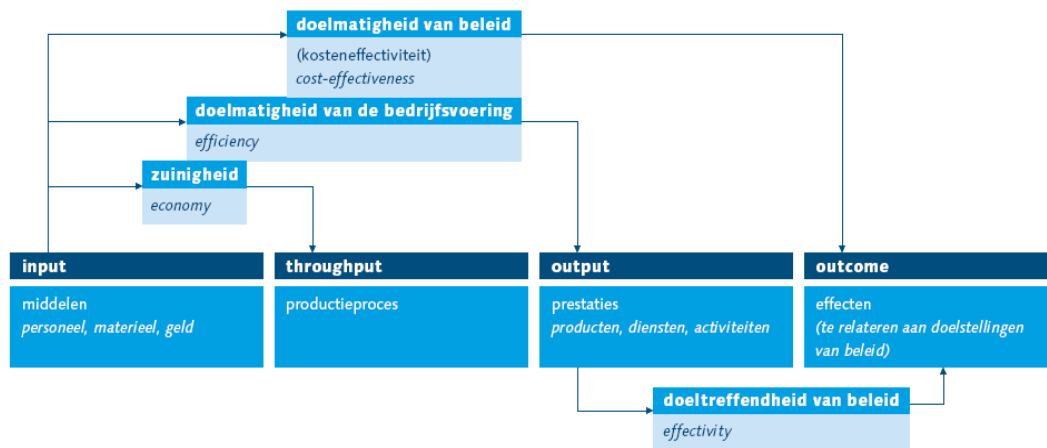 doelmatigheid van beleid
(kosteneffectiviteit)
cost-effectiveness
doelmatigheid van de bedrijfsvoering
efficiency
zuinigheid
economy
input
middelen
personeel, materieel, geld
throughput
productieproces
output
prestaties
producten, diensten, activiteiten
outcome
effecten
(te relateren aan doelstellingen
van beleid)
doeltreffendheid van beleid
effectivity